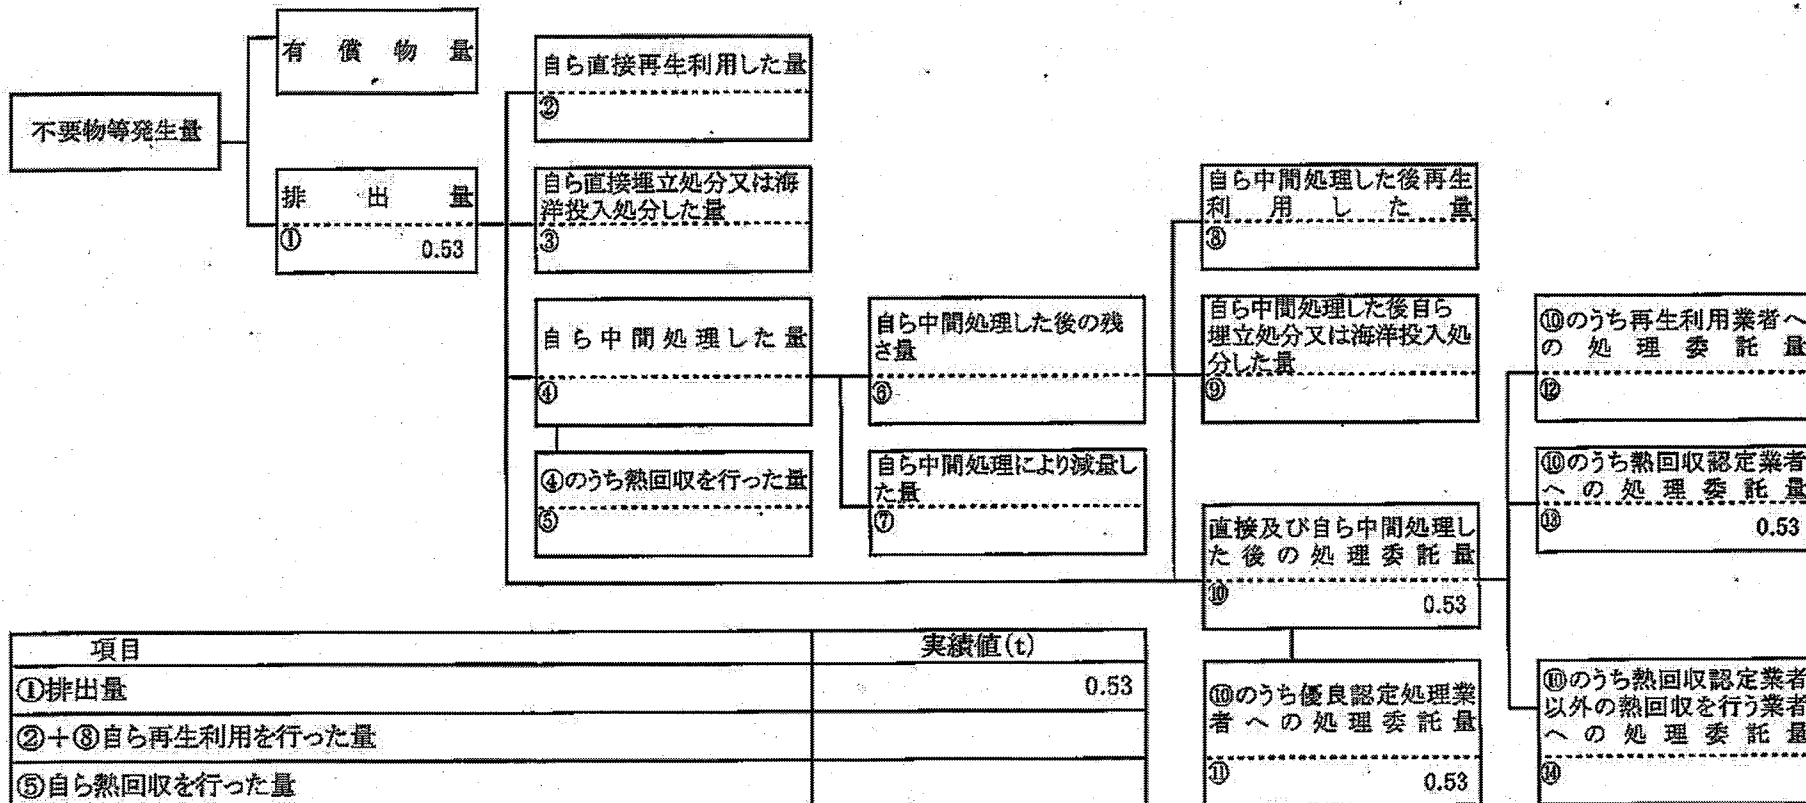 不要物等発生量
有償物量
排出量
① 0.53
自ら直接再生利用した量
②
自ら直接埋立処分又は海
洋投入処分した量
③
自ら中間処理した量
④
④のうち熱回収を行った量
⑤
自ら中間処理した後の残
さ量
⑥
自ら中間処理により減量し
た量
⑦
自ら中間処理した後再生
利用した量
⑧
自ら中間処理した後自ら
埋立処分又は海洋投入処
分した量
⑨
直接及び自ら中間処理し
た後の処理委託量
⑩ 0.53
⑩のうち優良認定処理業
者への処理委託量
⑪ 0.53
⑩のうち再生利用業者へ
の処理委託量
⑫
⑩のうち熱回収認定業者
への処理委託量
⑬ 0.53
⑩のうち熱回収認定業者
以外の熱回収を行う業者
への処理委託量
⑭
項目 実績値(t)
①排出量 0.53
②+⑧自ら再生利用を行った量
⑤自ら熱回収を行った量